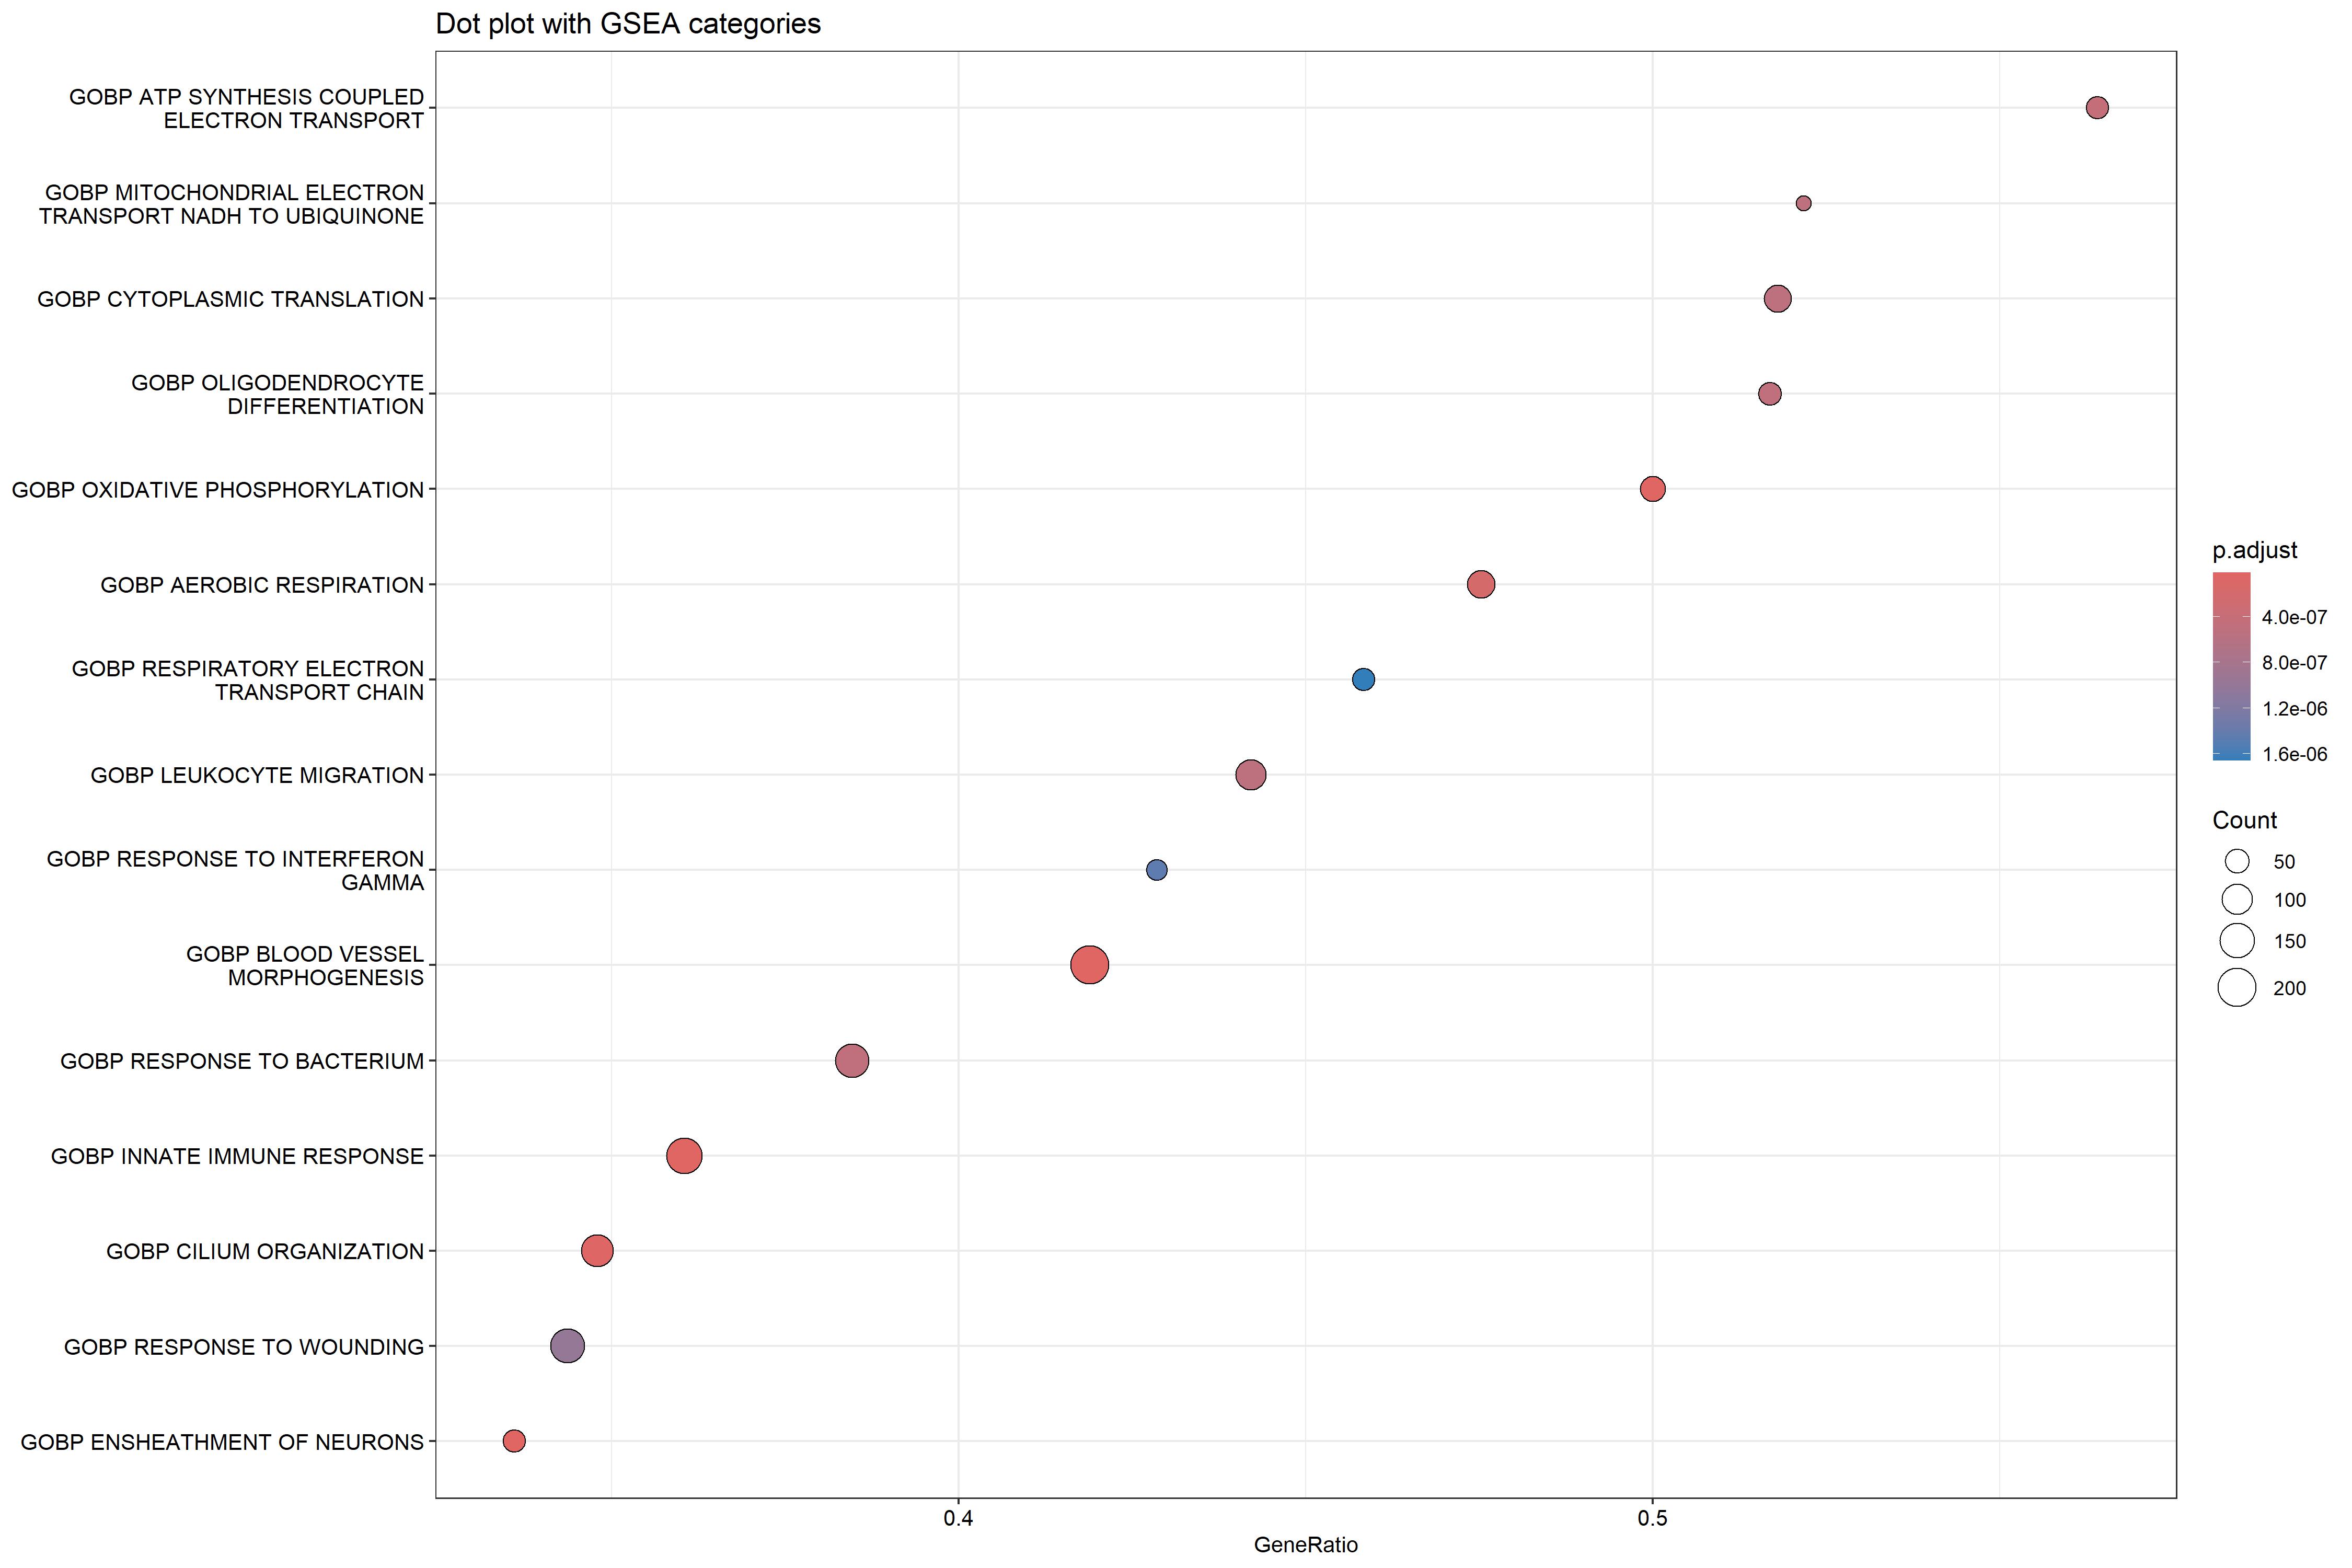 Dot plot with GSEA categories
GOBP ATP SYNTHESIS COUPLED
ELECTRON TRANSPORT
GOBP MITOCHONDRIAL ELECTRON
TRANSPORT NADH TO UBIQUINONE
GOBP CYTOPLASMIC TRANSLATION
GOBP OLIGODENDROCYTE
DIFFERENTIATION
GOBP OXIDATIVE PHOSPHORYLATION
GOBP AEROBIC RESPIRATION
GOBP RESPIRATORY ELECTRON
TRANSPORT CHAIN
GOBP LEUKOCYTE MIGRATION
GOBP RESPONSE TO INTERFERON
GAMMA
GOBP BLOOD VESSEL
MORPHOGENESIS
GOBP RESPONSE TO BACTERIUM
GOBP INNATE IMMUNE RESPONSE
GOBP CILIUM ORGANIZATION
GOBP RESPONSE TO WOUNDING
GOBP ENSHEATHMENT OF NEURONS
0.4 0.5
GeneRatio
p.adjust
4.0e-07
8.0e-07
1.2e-06
1.6e-06
Count
50
100
150
200